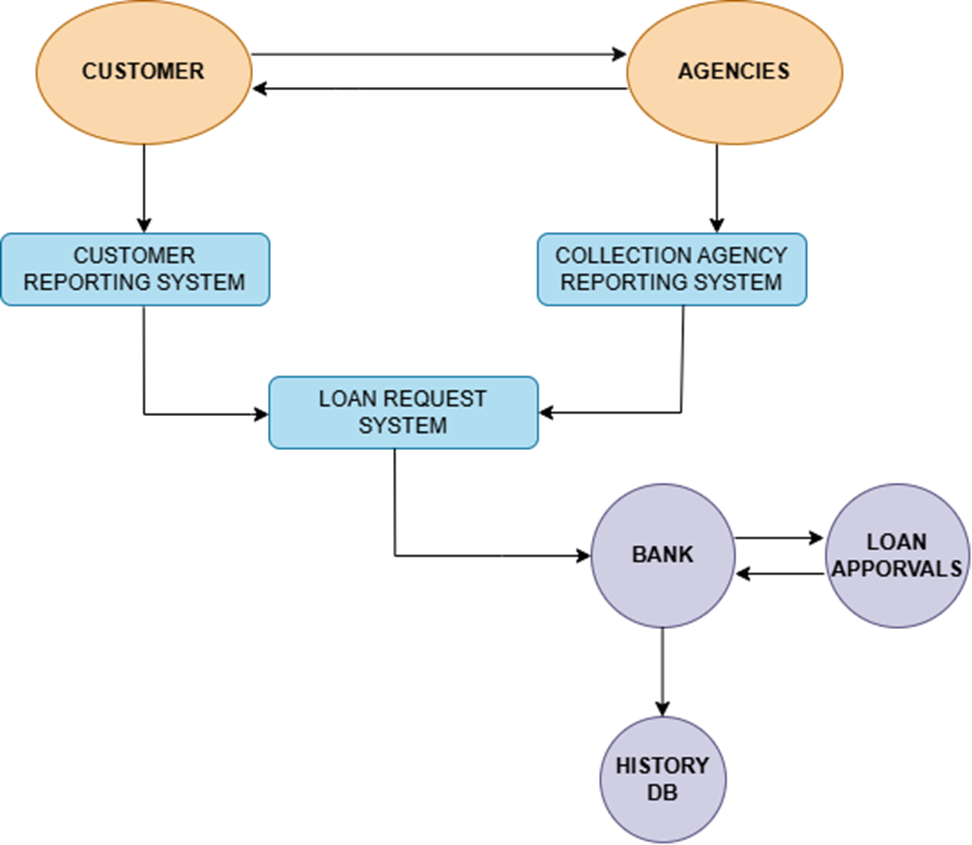 CUSTOMER
AGENCIES
CUSTOMER
REPORTING SYSTEM
COLLECTION AGENCY
REPORTING SYSTEM
LOAN REQUEST
SYSTEM
BANK
LOAN
APPORVALS
HISTORY
DB